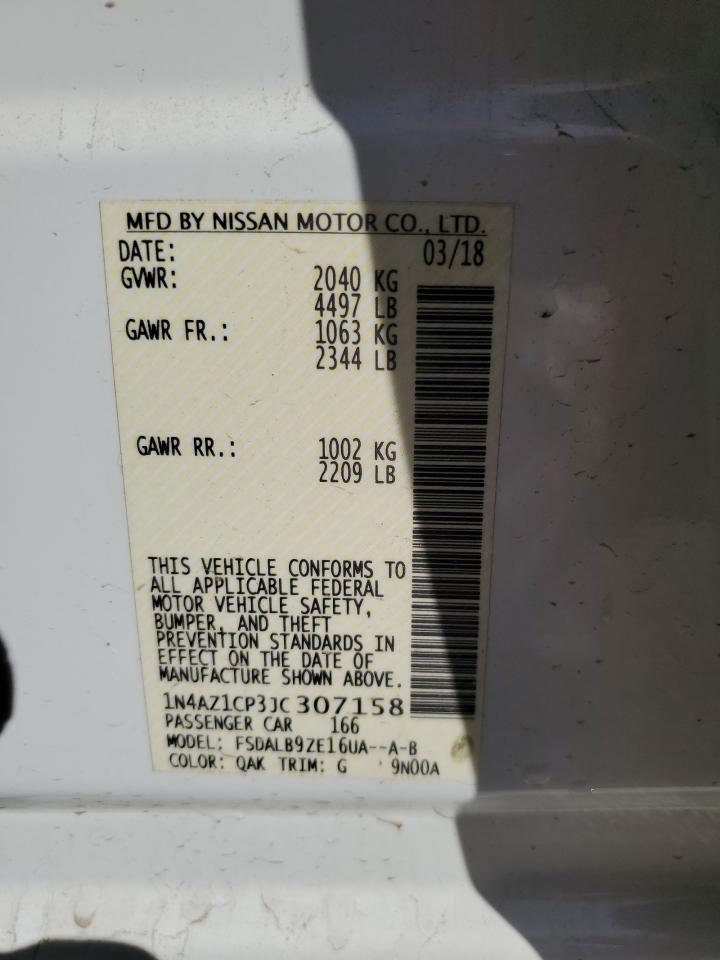 MFD BY NISSAN MOTOR CO., LTD.
DATE: 03/18
GVWR: 2040 KG
4497 LB
GAWR FR.: 1063 KG
2344 LB
GAWR RR.: 1002 KG
2209 LB
THIS VEHICLE CONFORMS TO
ALL APPLICABLE FEDERAL
MOTOR VEHICLE SAFETY,
BUMPER, AND THEFT
PREVENTION STANDARDS IN
EFFECT ON THE DATE OF
MANUFACTURE SHOWN ABOVE.
1N4AZ1CP3JC307158
PASSENGER CAR 166
MODEL: FSDALB9ZE16UA--A-B
COLOR: QAK TRIM: G 9N00A